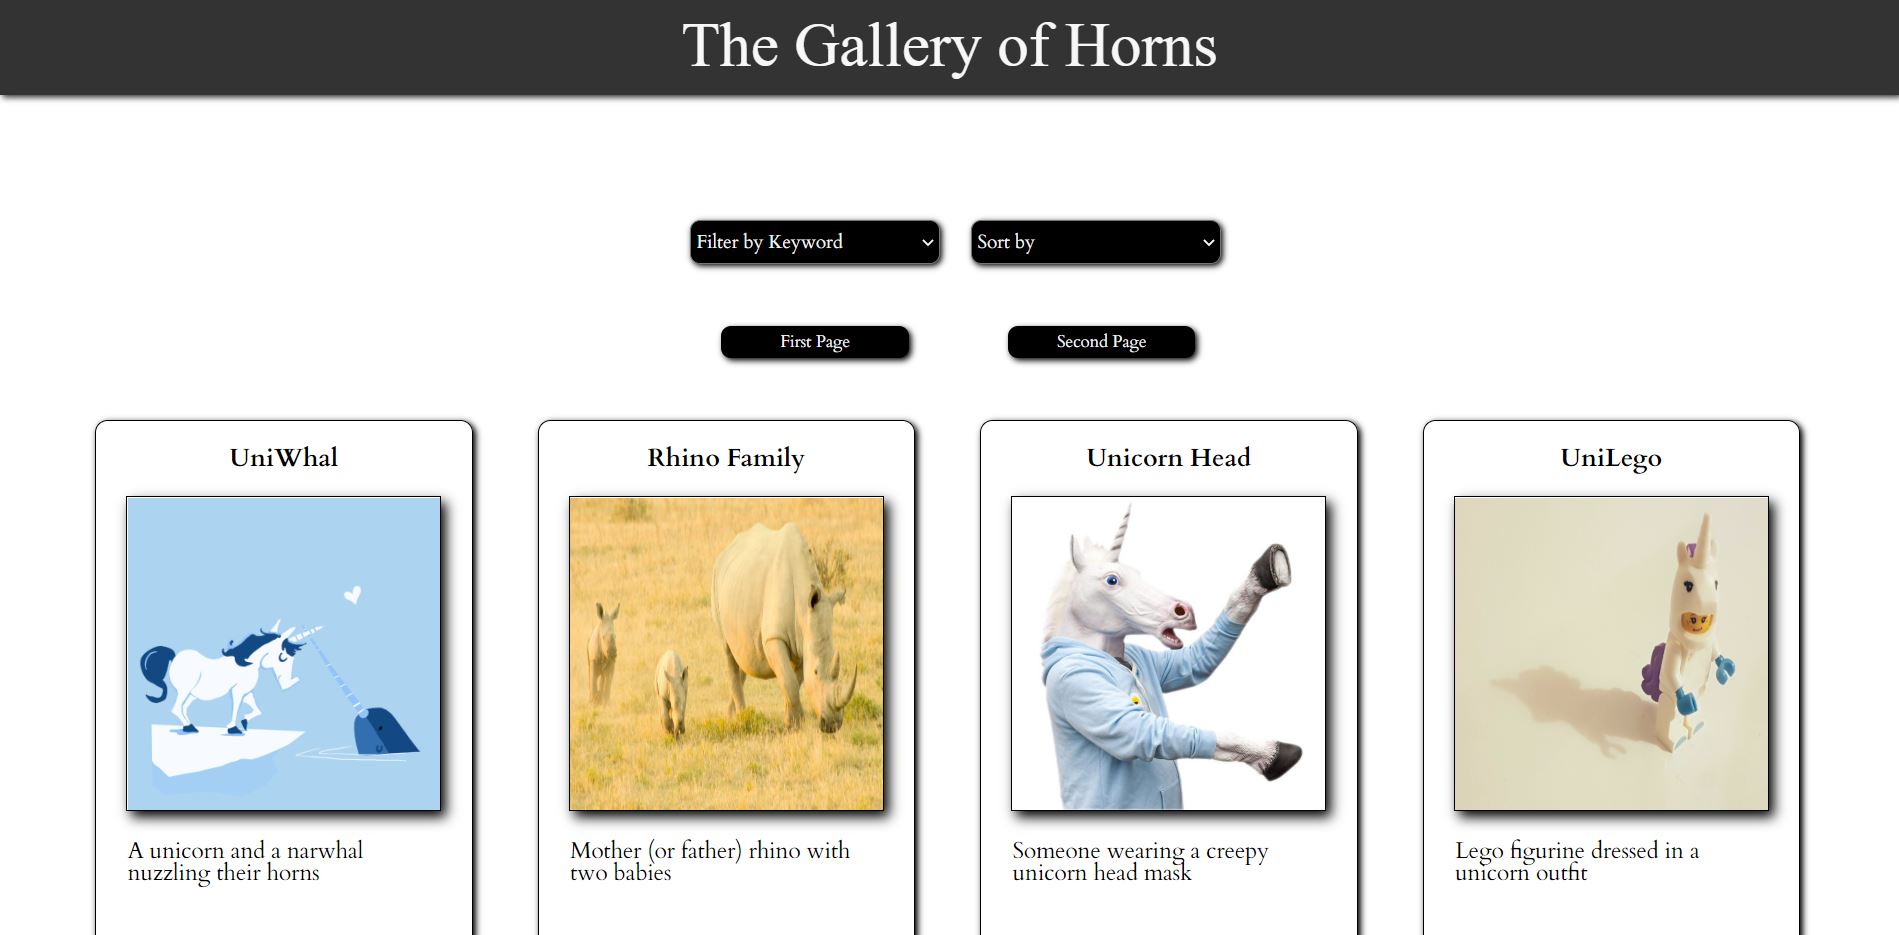 The Gallery of Horns
Filter by Keyword
Sort by
First Page
Second Page
UniWhal
A unicorn and a narwhal
nuzzling their horns
Rhino Family
Mother (or father) rhino with
two babies
Unicorn Head
Someone wearing a creepy
unicorn head mask
UniLego
Lego figurine dressed in a
unicorn outfit